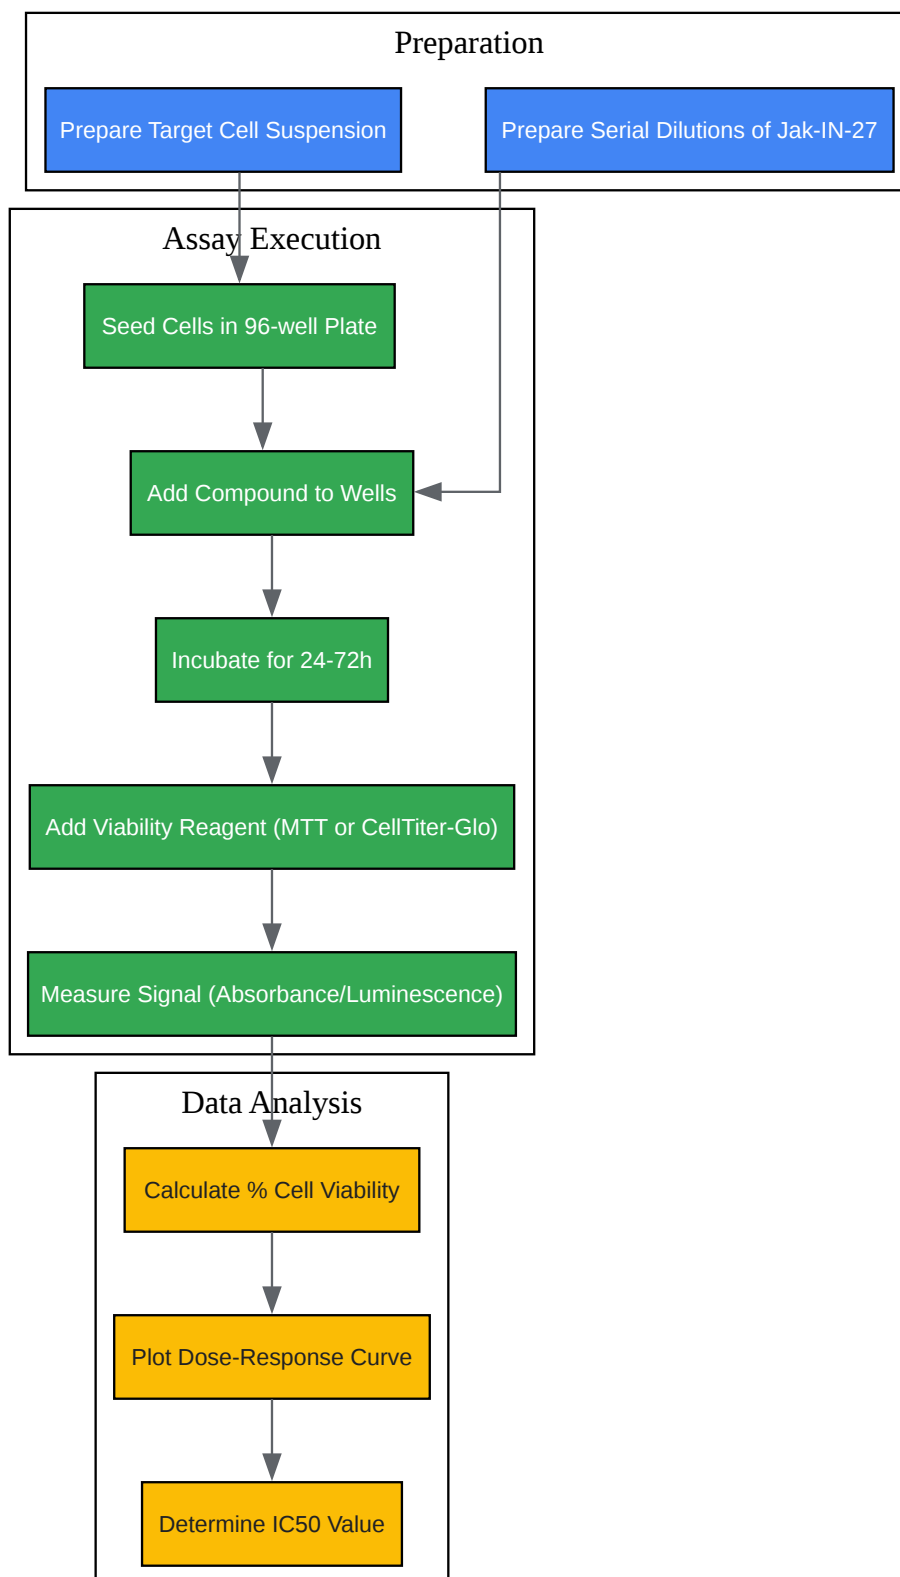 Preparation
Prepare Target Cell Suspension
Prepare Serial Dilutions of Jak-IN-27
Assay Execution
Seed Cells in 96-well Plate
Add Compound to Wells
Incubate for 24-72h
Add Viability Reagent (MTT or CellTiter-Glo)
Measure Signal (Absorbance/Luminescence)
Data Analysis
Calculate % Cell Viability
Plot Dose-Response Curve
Determine IC50 Value